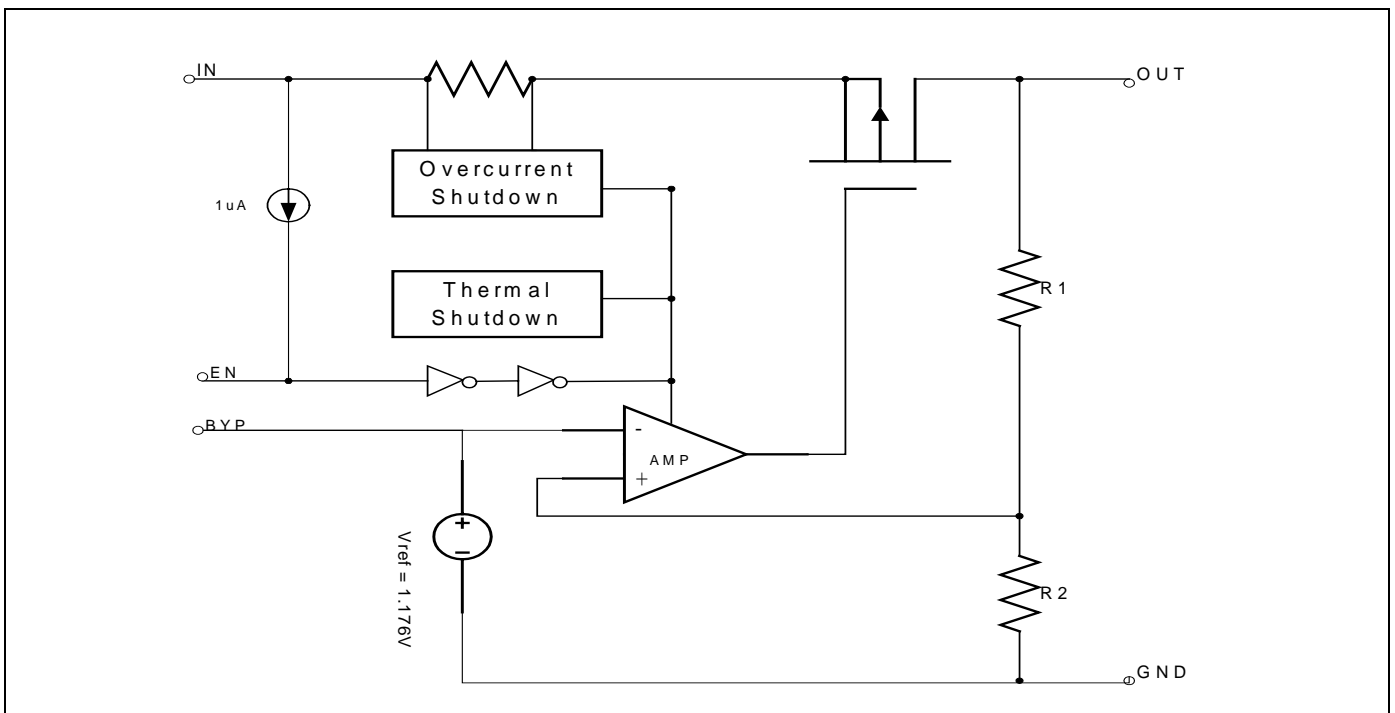 IN
OUT
Overcurrent
Shutdown
1uA
R1
Thermal
Shutdown
EN
BYP
-
AMP
+
+
−
Vref = 1.176V
R2
GND